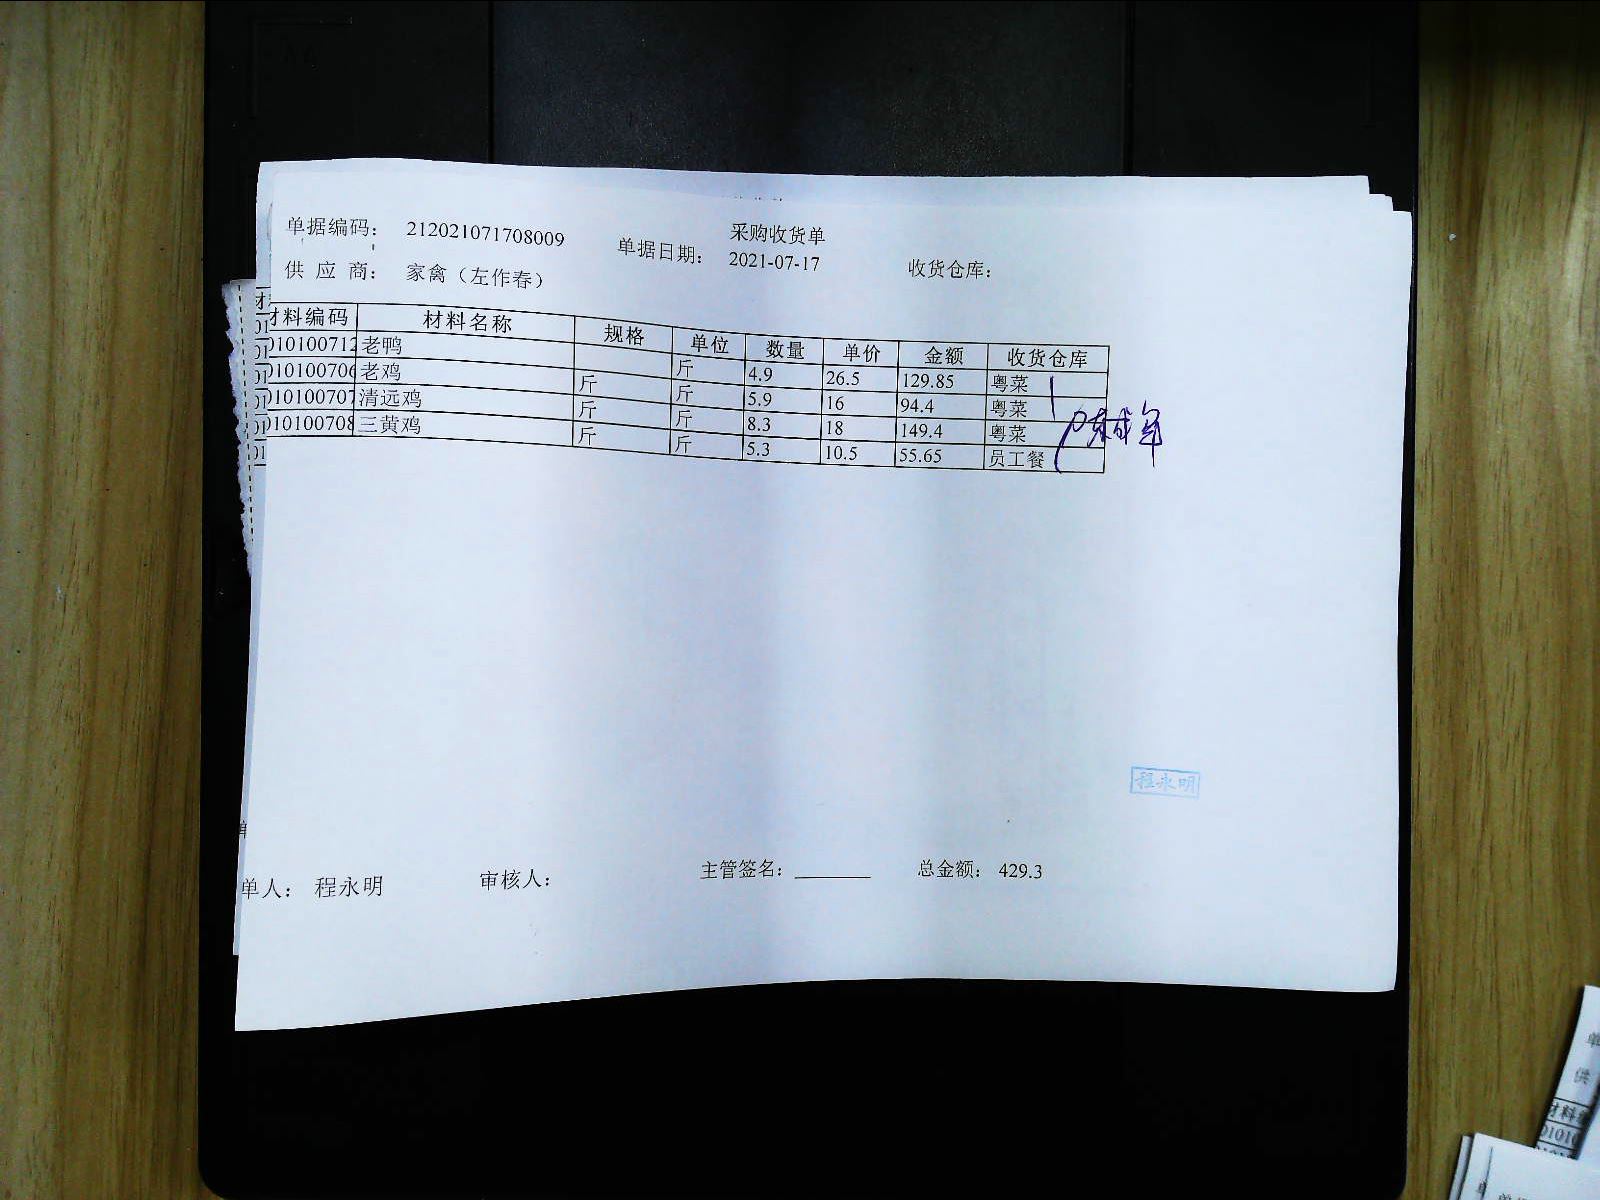 采购收货单
单据编码: 212021071708009 单据日期: 2021-07-17 收货仓库:
供 应 商: 家禽（左作春）
材料编码 材料名称 规格 单位 数量 单价 金额 收货仓库
010100712 老鸭 斤 4.9 26.5 129.85 粤菜
010100706 老鸡 斤 斤 5.9 16 94.4 粤菜
010100707 清远鸡 斤 斤 8.3 18 149.4 粤菜
010100708 三黄鸡 斤 斤 5.3 10.5 55.65 员工餐
程永明
单人: 程永明 审核人: 主管签名: 总金额: 429.3